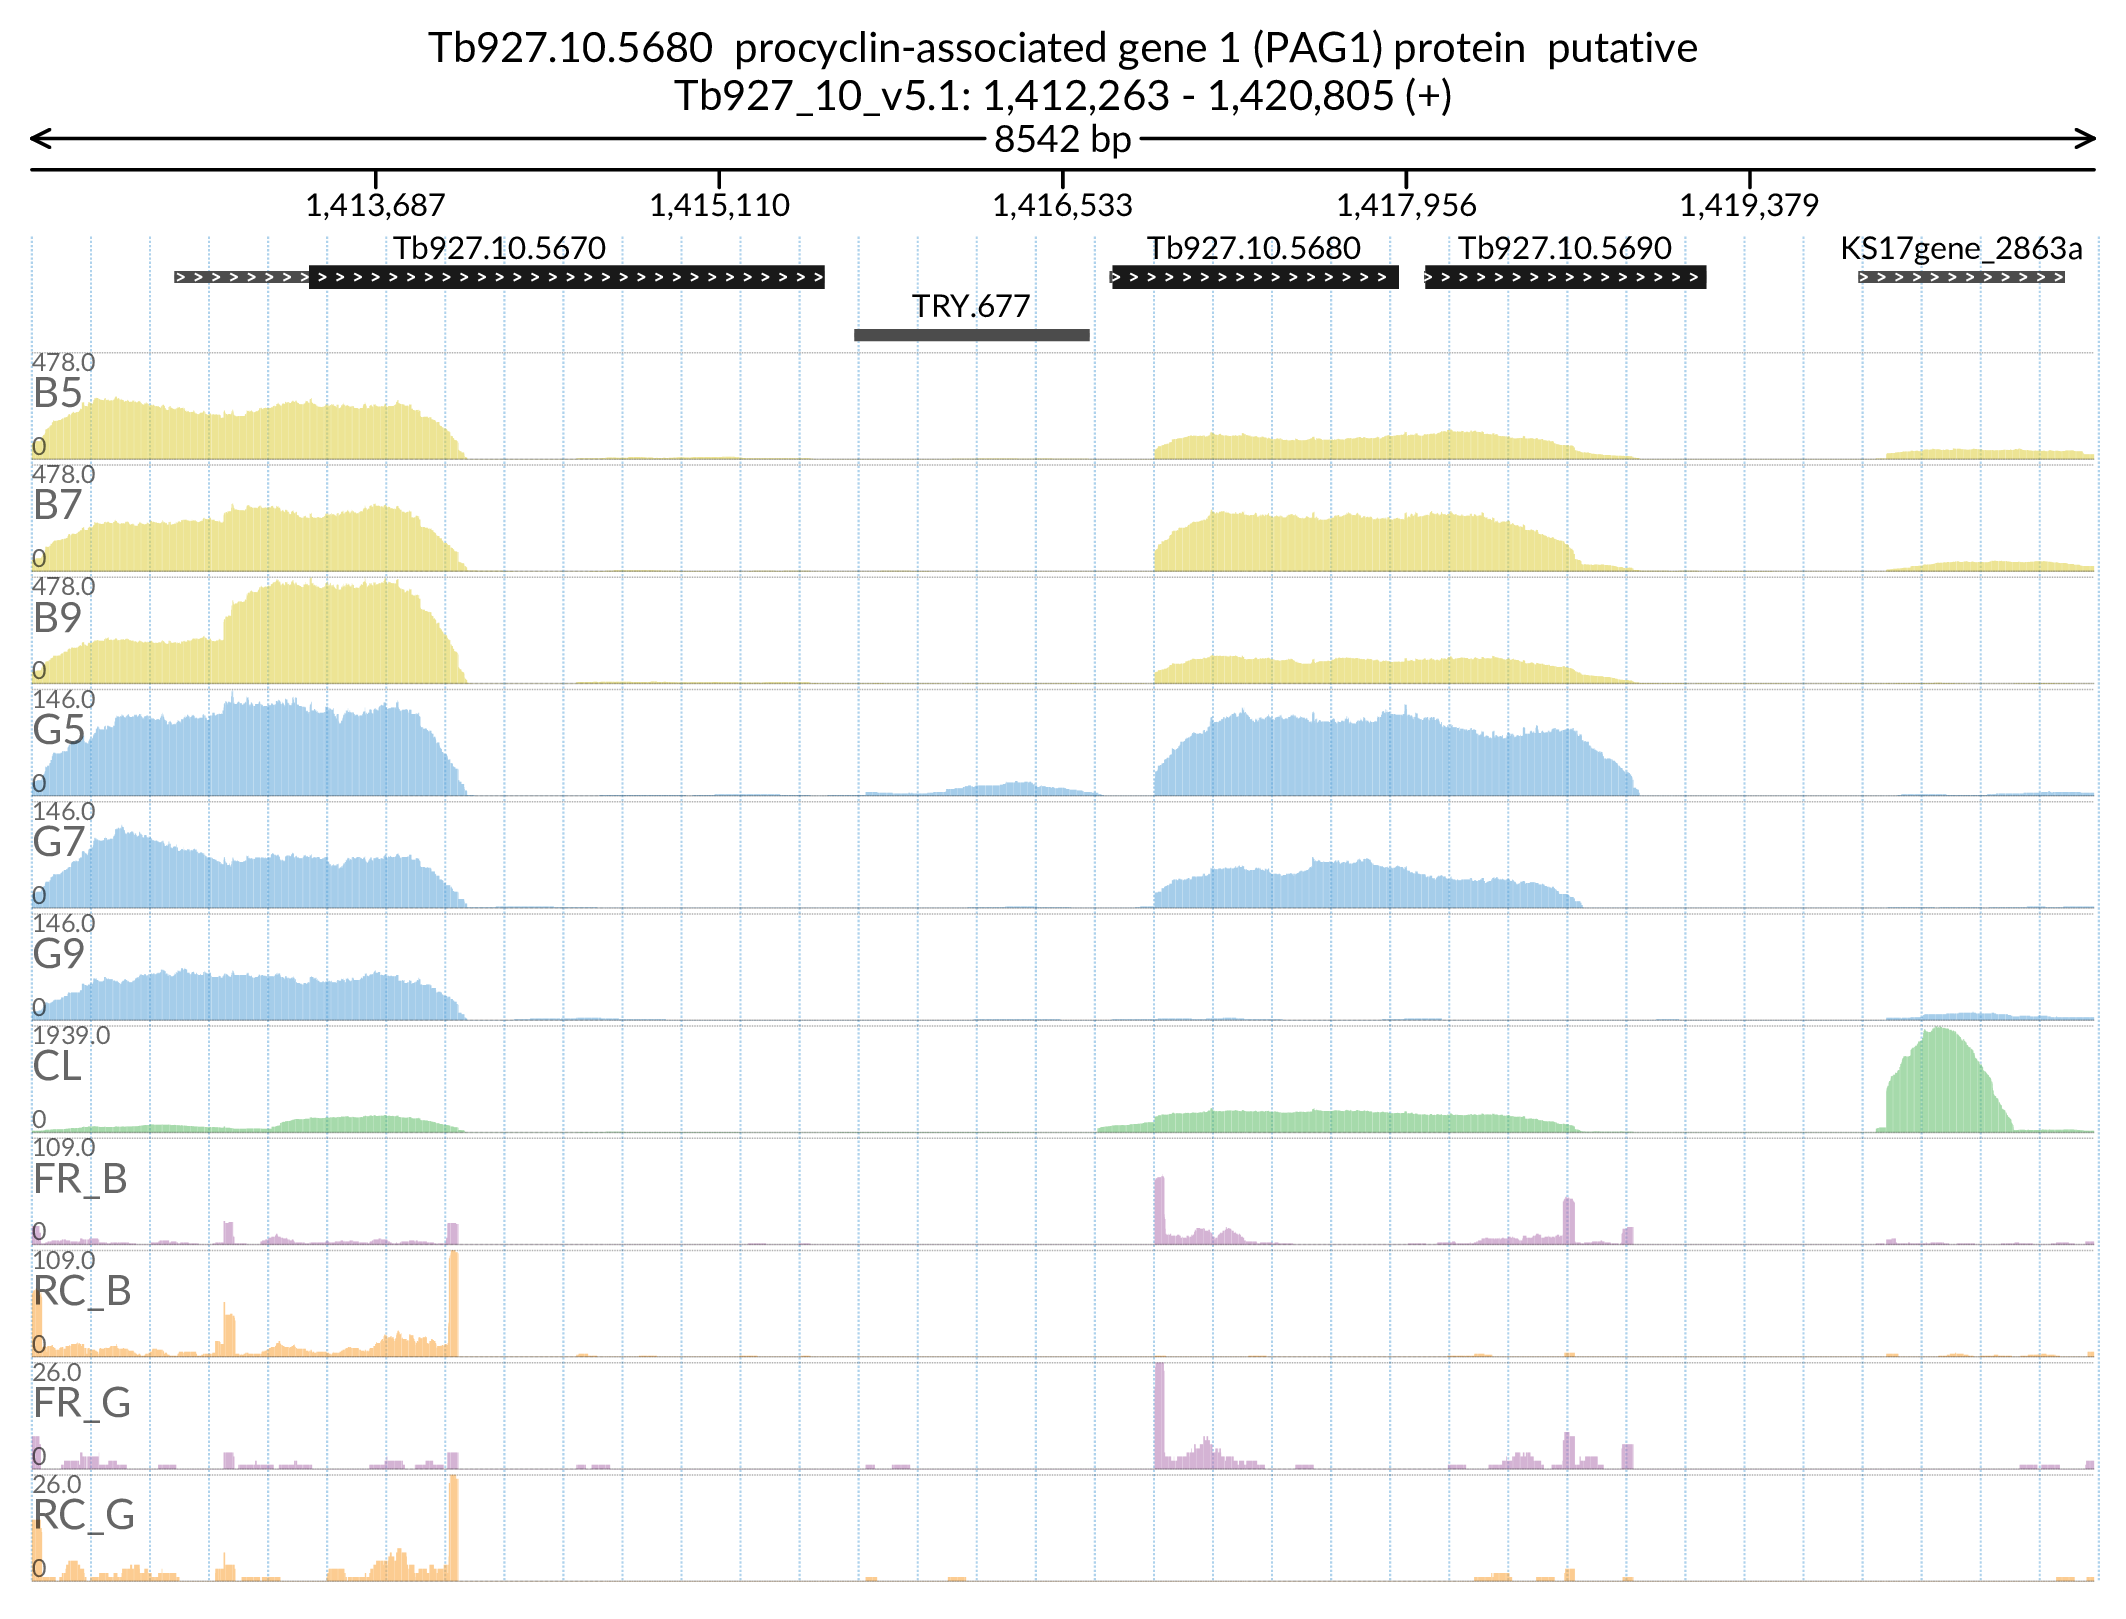 Tb927.10.5680  procyclin-associated gene 1 (PAG1) protein  putative
Tb927_10_v5.1: 1,412,263 - 1,420,805 (+)
8542 bp
1,413,687 1,415,110 1,416,533 1,417,956 1,419,379
Tb927.10.5670 Tb927.10.5680 Tb927.10.5690 KS17gene_2863a
TRY.677
478.0
B5
0
478.0
B7
0
478.0
B9
0
146.0
G5
0
146.0
G7
0
146.0
G9
0
1939.0
CL
0
109.0
FR_B
0
109.0
RC_B
0
26.0
FR_G
0
26.0
RC_G
0